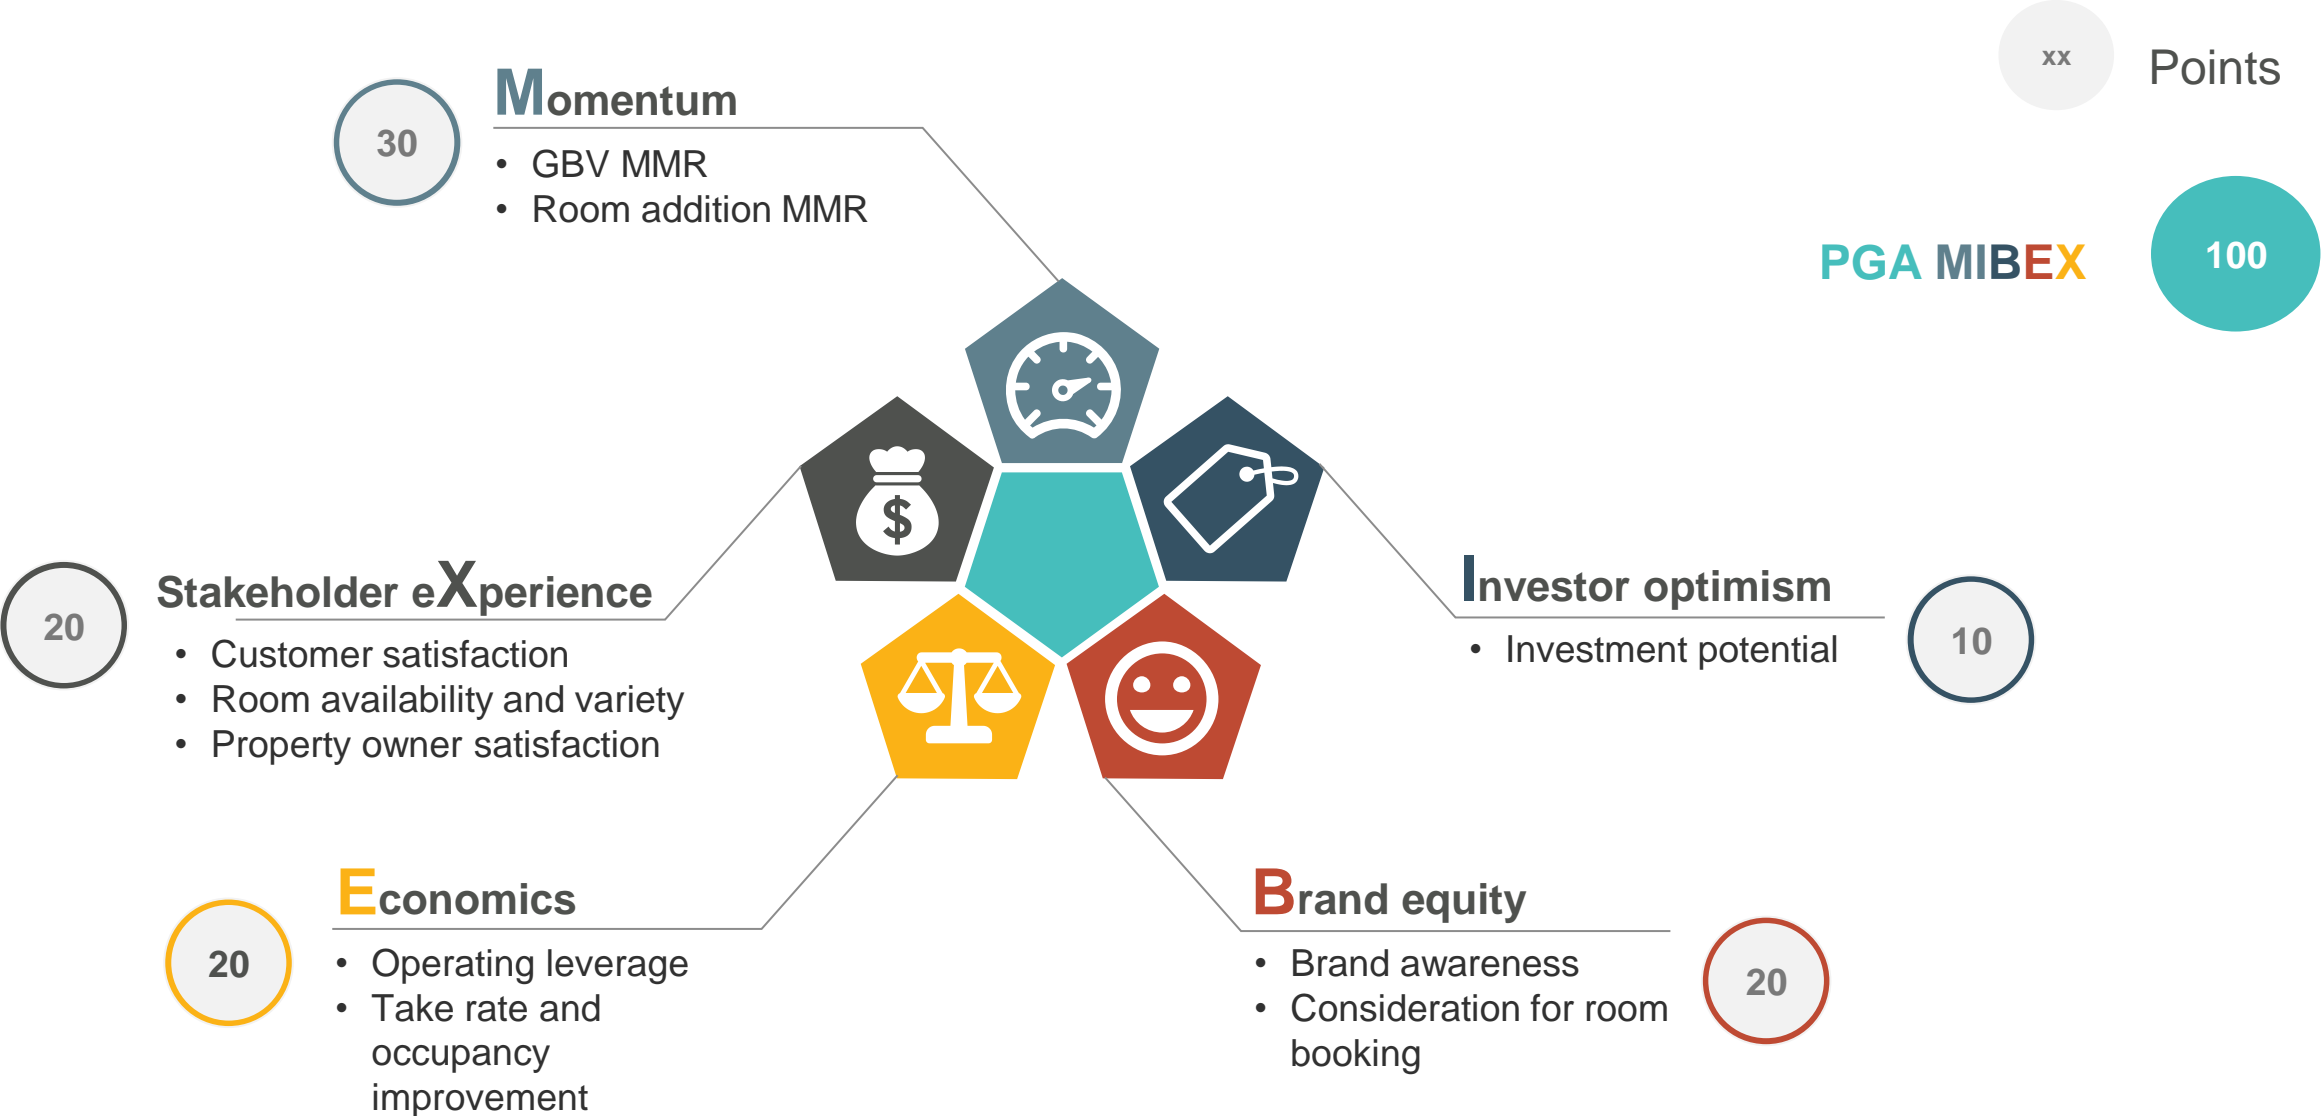 xx
Points
PGA MIBEX
100
30
Momentum
• GBV MMR
• Room addition MMR
20
Stakeholder eXperience
• Customer satisfaction
• Room availability and variety
• Property owner satisfaction
$
Investor optimism
• Investment potential
10
20
Economics
• Operating leverage
• Take rate and
occupancy
improvement
Brand equity
• Brand awareness
• Consideration for room
booking
20